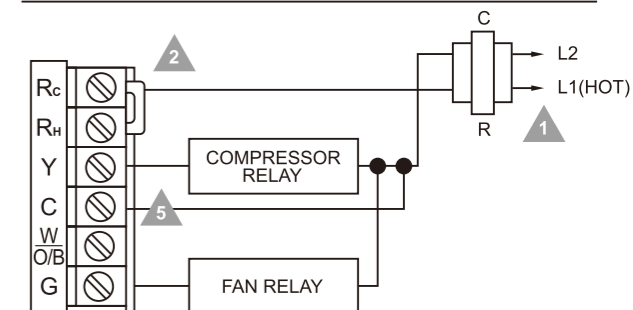 C
L2
2
Rc
L1(HOT)
RH
R
1
COMPRESSOR
RELAY
Y
C
5
W
O/B
G
FAN RELAY